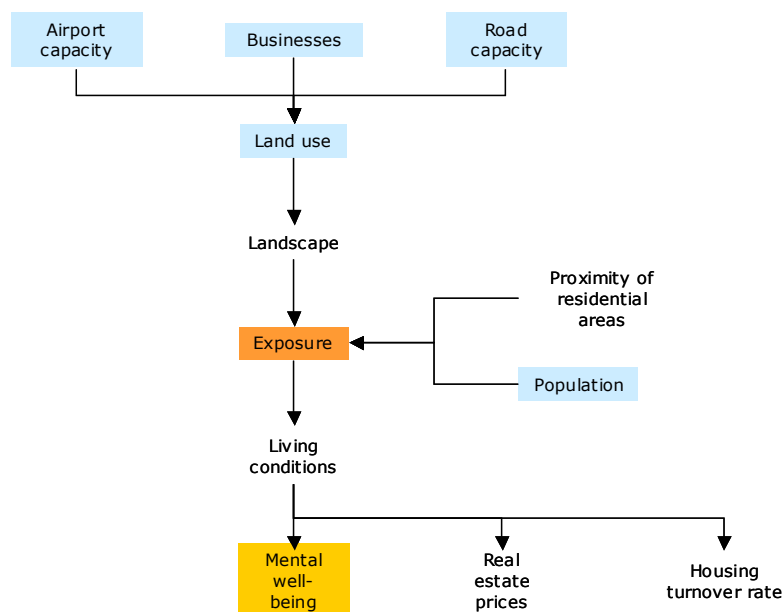 Airport
capacity
Businesses
Road
capacity
Land use
Landscape
Proximity of
residential
areas
Exposure
Population
Living
conditions
Mental
well-
being
Real
estate
prices
Housing
turnover rate